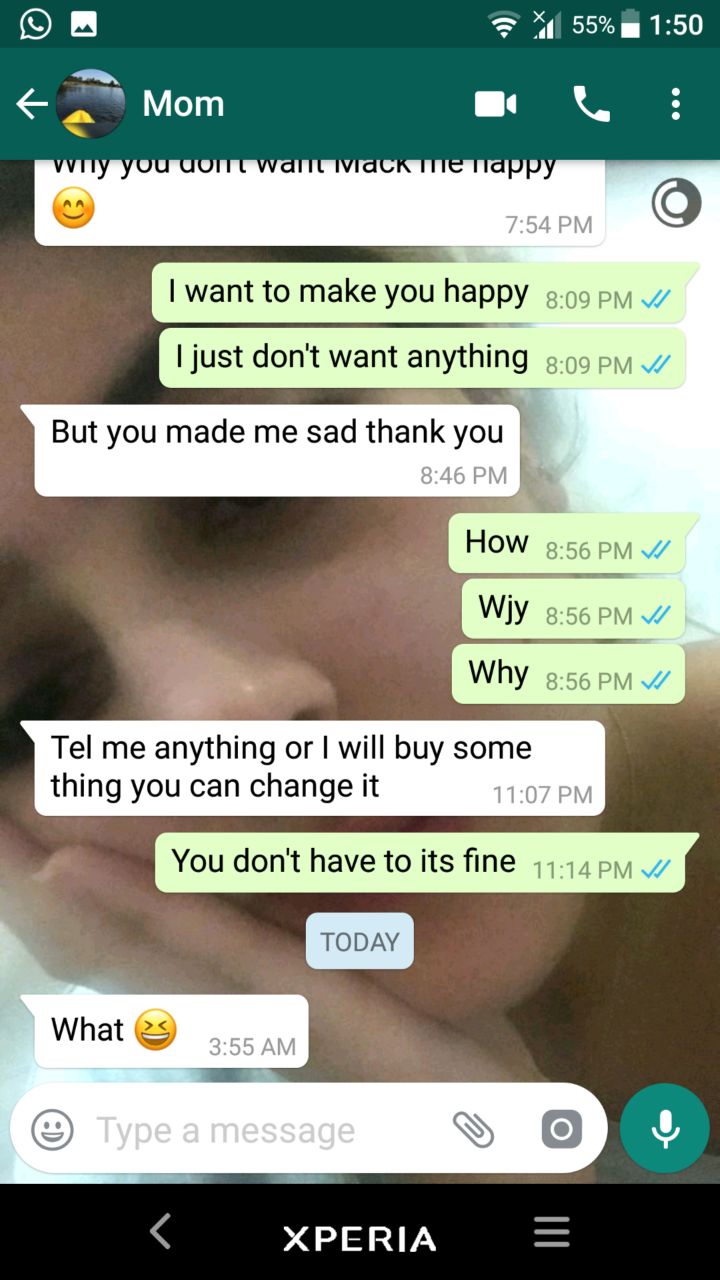 55% 1:50
Mom
Why you don't want Mack me happy
😊
7:54 PM
I want to make you happy 8:09 PM
I just don't want anything 8:09 PM
But you made me sad thank you
8:46 PM
How 8:56 PM
Wjy 8:56 PM
Why 8:56 PM
Tel me anything or I will buy some
thing you can change it 11:07 PM
You don't have to its fine 11:14 PM
TODAY
What 😆 3:55 AM
Type a message
XPERIA